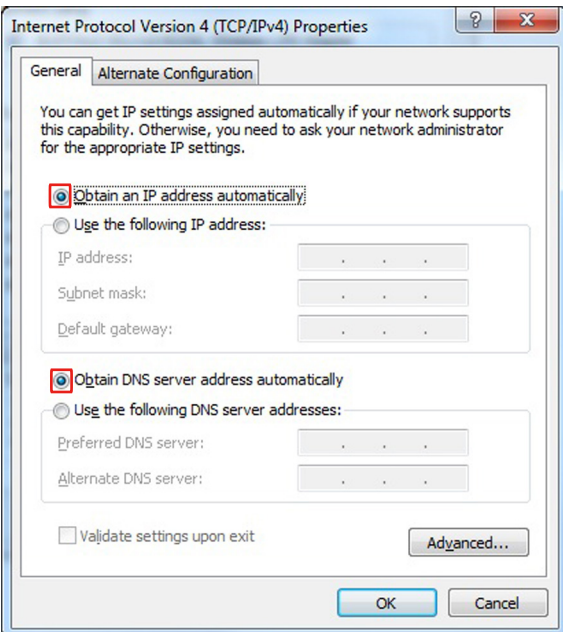 Internet Protocol Version 4 (TCP/IPv4) Properties
General
Alternate Configuration
You can get IP settings assigned automatically if your network supports
this capability. Otherwise, you need to ask your network administrator
for the appropriate IP settings.
Obtain an IP address automatically
Use the following IP address:
IP address:
Subnet mask:
Default gateway:
Obtain DNS server address automatically
Use the following DNS server addresses:
Preferred DNS server:
Alternate DNS server:
Validate settings upon exit
Advanced...
OK
Cancel